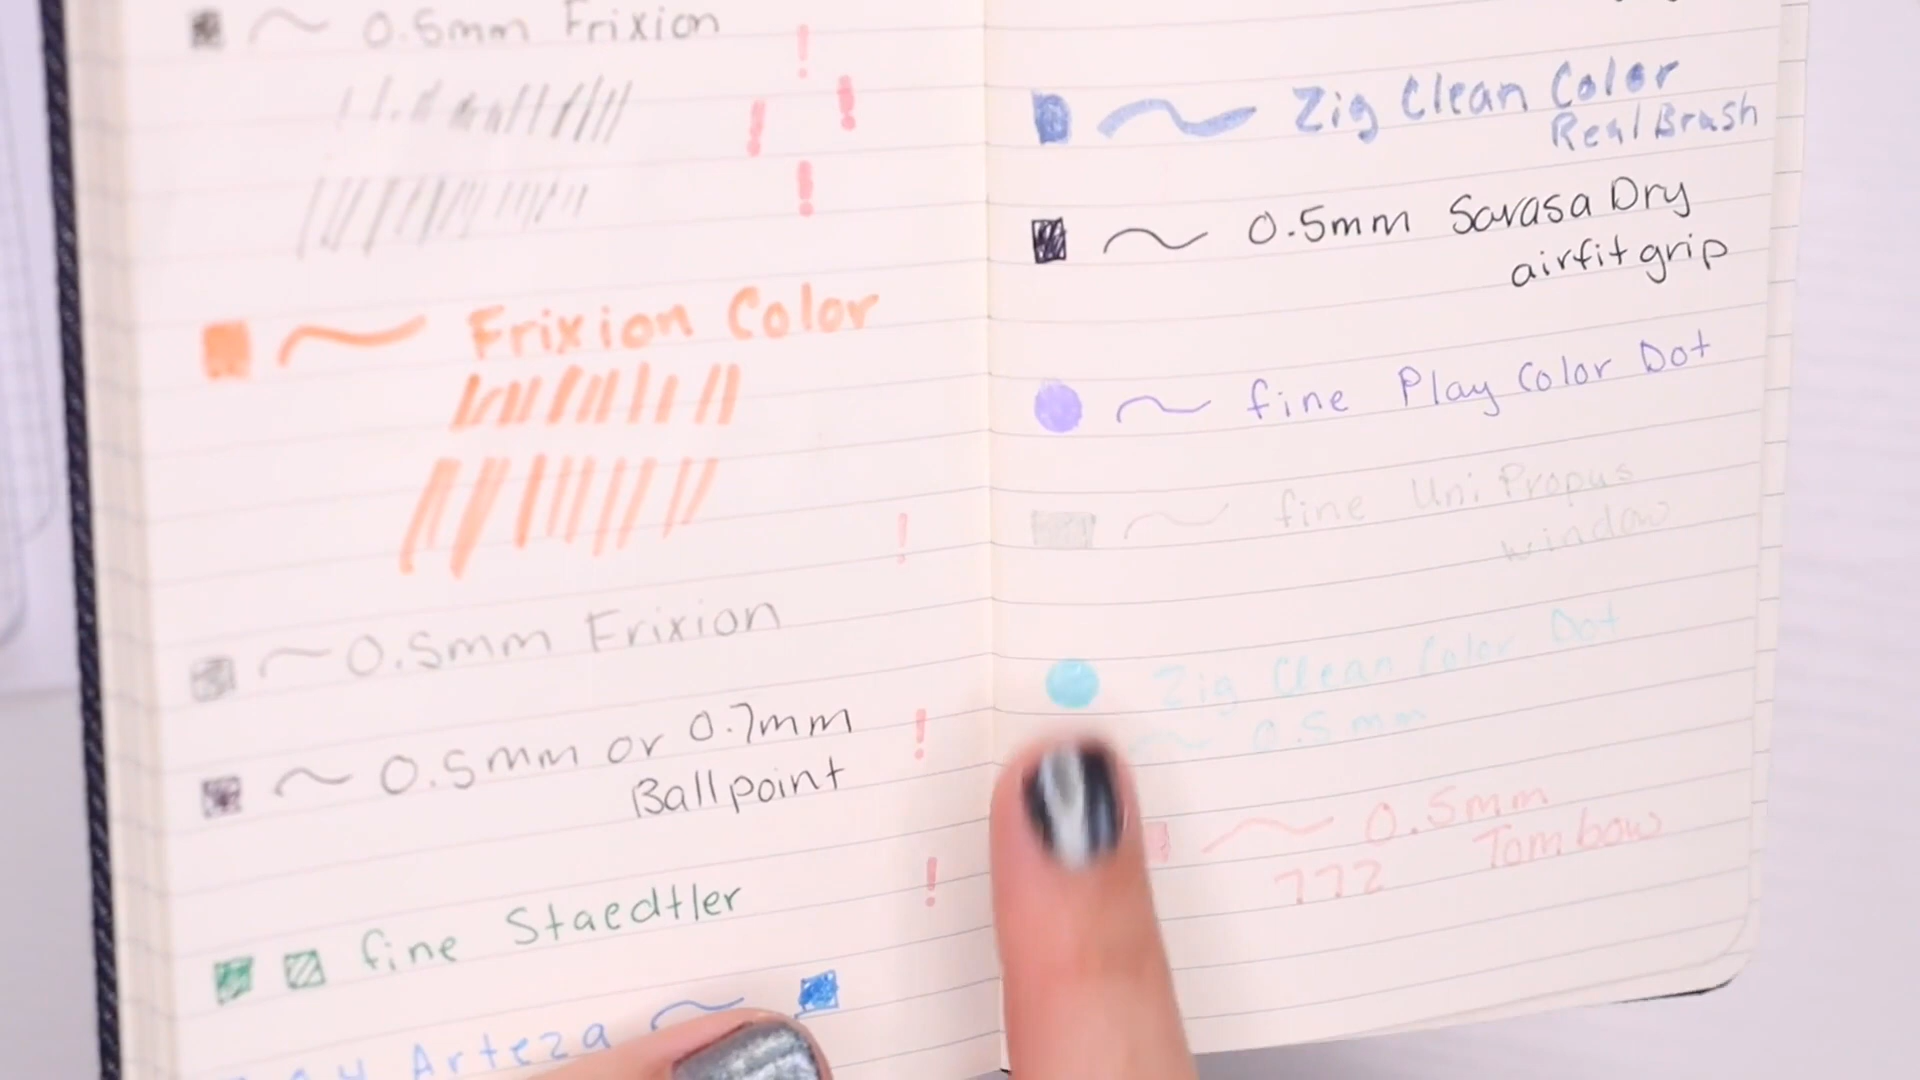 0.5mm Frixion
!
!
!
!
Frixion Color
!
0.5mm Frixion
0.5mm or 0.7mm
Ballpoint
!
fine Staedtler
!
Arteza
Zig Clean Color
Real Brush
0.5mm Sarasa Dry
airfit grip
fine Play Color Dot
fine Uni Propus
window
Zig Clean Color Dot
0.5mm
0.5mm
772 Tombow